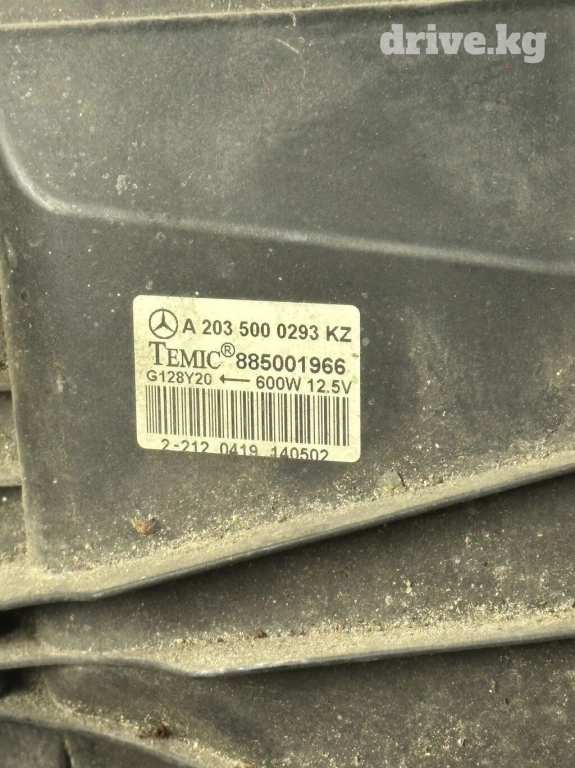 drive.kg
A 203 500 0293 KZ
TEMIC® 885001966
G128Y20 ← 600W 12.5V
2-212 0419 140502